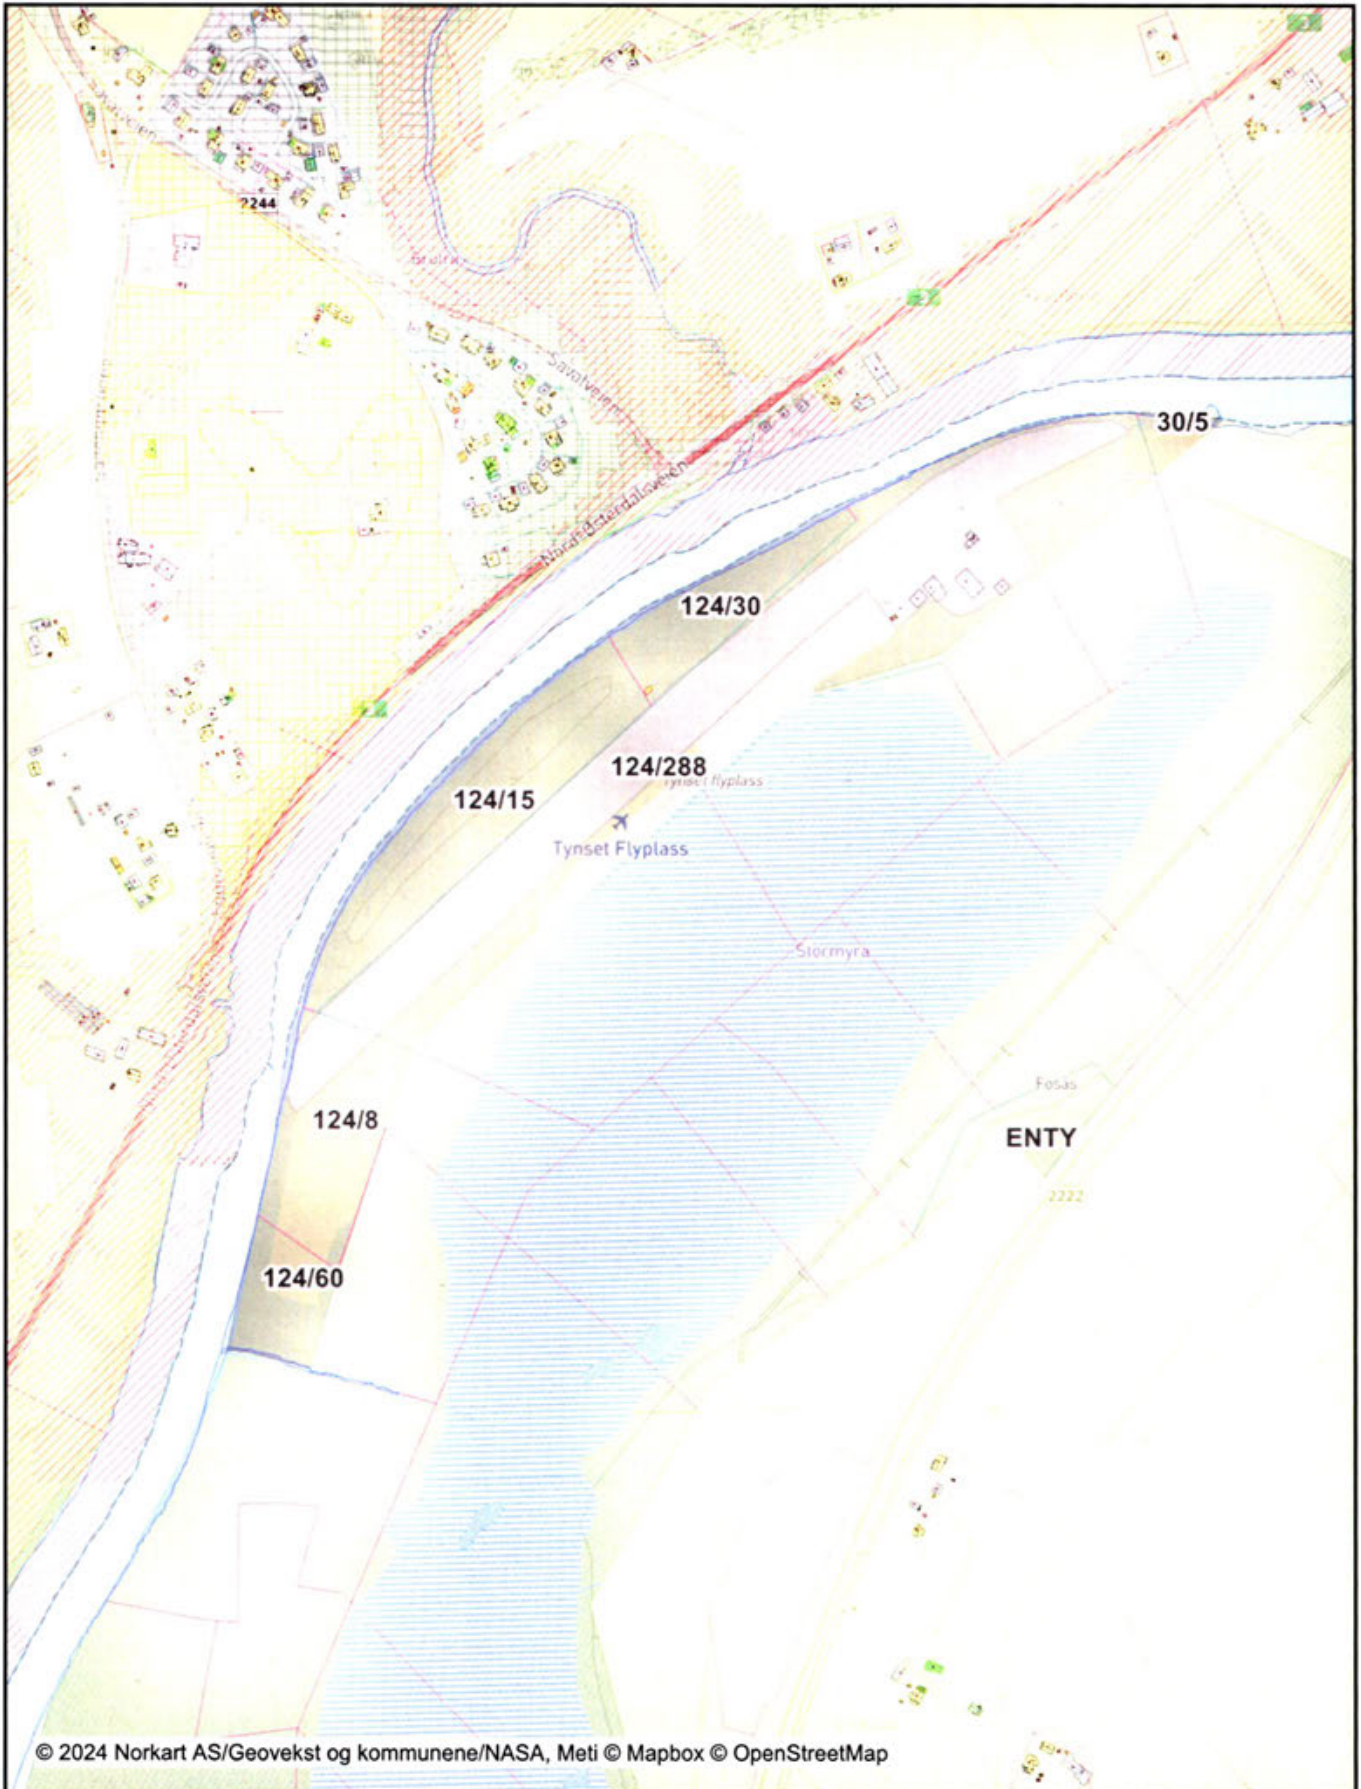 2244
Savalveien
30/5
Nord-Østerdalsveien
124/30
124/288
Tynset flyplass
124/15
Tynset Flyplass
Stormyra
Fosås
124/8
ENTY
2222
124/60
© 2024 Norkart AS/Geovekst og kommunene/NASA, Meti © Mapbox © OpenStreetMap